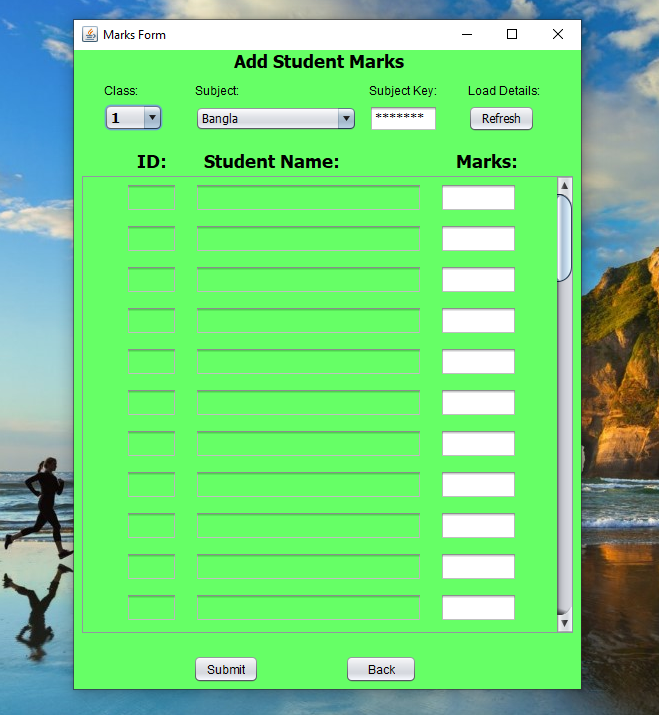 Marks Form
Add Student Marks
Class: Subject: Subject Key: Load Details:
1 Bangla ******* Refresh
ID: Student Name: Marks:
Submit Back